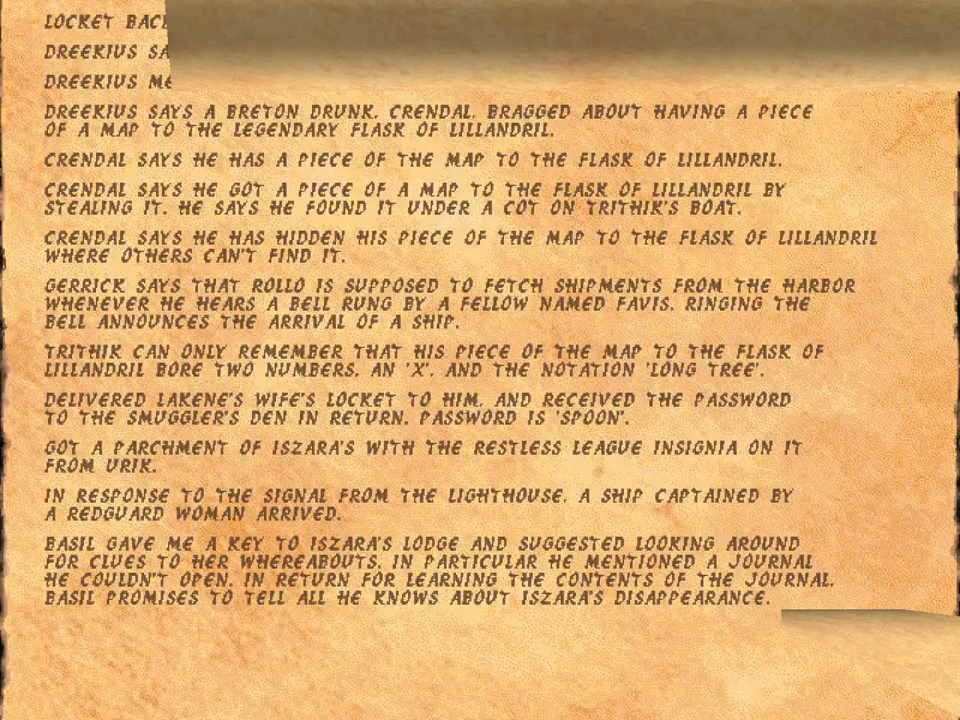 LOCKET BACK
DREEKIUS SA
DREEKIUS ME
DREEKIUS SAYS A BRETON DRUNK, CRENDAL, BRAGGED ABOUT HAVING A PIECE
OF A MAP TO THE LEGENDARY FLASK OF LILLANDRIL.
CRENDAL SAYS HE HAS A PIECE OF THE MAP TO THE FLASK OF LILLANDRIL.
CRENDAL SAYS HE GOT A PIECE OF A MAP TO THE FLASK OF LILLANDRIL BY
STEALING IT. HE SAYS HE FOUND IT UNDER A COT ON TRITHIK'S BOAT.
CRENDAL SAYS HE HAS HIDDEN HIS PIECE OF THE MAP TO THE FLASK OF LILLANDRIL
WHERE OTHERS CAN'T FIND IT.
GERRICK SAYS THAT ROLLO IS SUPPOSED TO FETCH SHIPMENTS FROM THE HARBOR
WHENEVER HE HEARS A BELL RUNG BY A FELLOW NAMED FAVIS. RINGING THE
BELL ANNOUNCES THE ARRIVAL OF A SHIP.
TRITHIK CAN ONLY REMEMBER THAT HIS PIECE OF THE MAP TO THE FLASK OF
LILLANDRIL BORE TWO NUMBERS, AN 'X', AND THE NOTATION 'LONG TREE'.
DELIVERED LAKENE'S WIFE'S LOCKET TO HIM, AND RECEIVED THE PASSWORD
TO THE SMUGGLER'S DEN IN RETURN. PASSWORD IS 'SPOON'.
GOT A PARCHMENT OF ISZARA'S WITH THE RESTLESS LEAGUE INSIGNIA ON IT
FROM URIK.
IN RESPONSE TO THE SIGNAL FROM THE LIGHTHOUSE, A SHIP CAPTAINED BY
A REDGUARD WOMAN ARRIVED.
BASIL GAVE ME A KEY TO ISZARA'S LODGE AND SUGGESTED LOOKING AROUND
FOR CLUES TO HER WHEREABOUTS. IN PARTICULAR HE MENTIONED A JOURNAL
HE COULDN'T OPEN. IN RETURN FOR LEARNING THE CONTENTS OF THE JOURNAL,
BASIL PROMISES TO TELL ALL HE KNOWS ABOUT ISZARA'S DISAPPEARANCE.